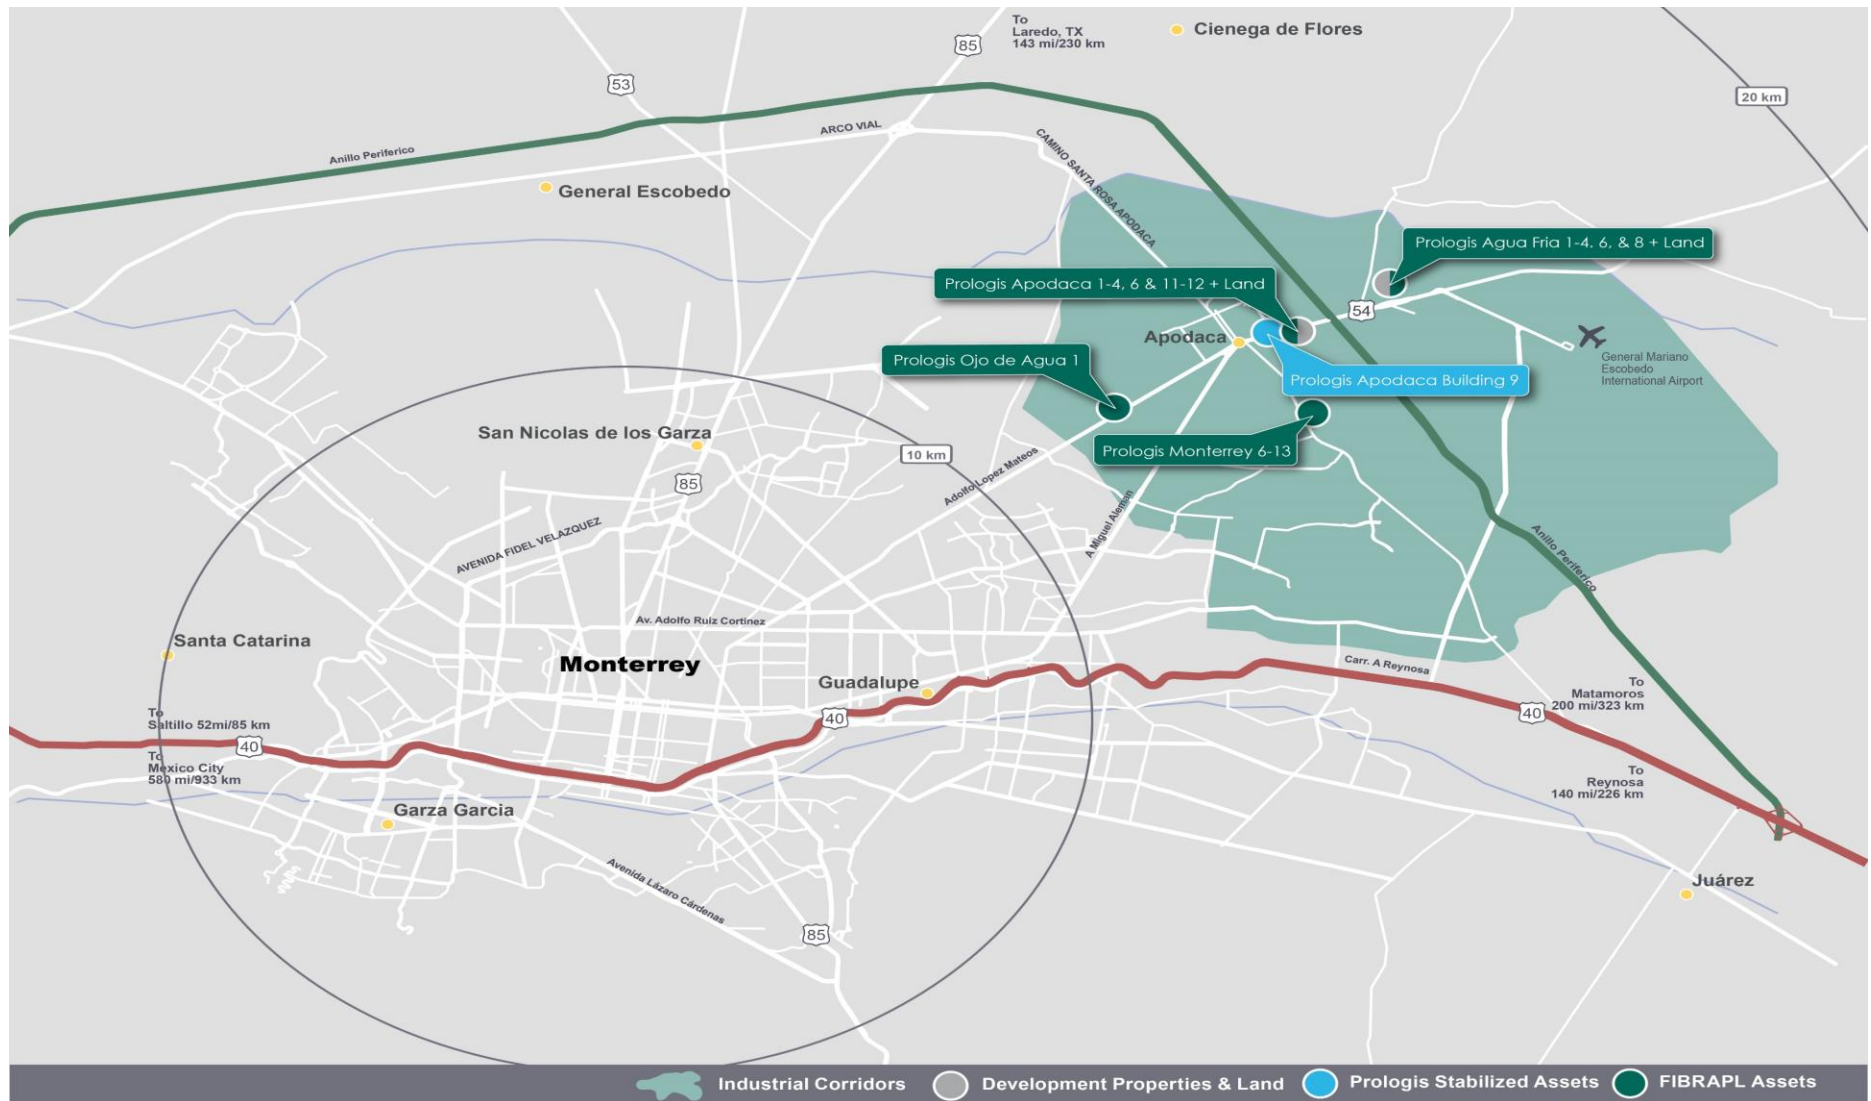 To
Laredo, TX
143 mi/230 km
85
Cienega de Flores
53
20 km
ARCO VIAL
Anillo Periferico
CAMINO SANTA ROSA APODACA
General Escobedo
Prologis Agua Fria 1-4. 6, & 8 + Land
Prologis Apodaca 1-4, 6 & 11-12 + Land
54
Apodaca
General Mariano
Escobedo
International Airport
Prologis Ojo de Agua 1
Prologis Apodaca Building 9
San Nicolas de los Garza
10 km
Prologis Monterrey 6-13
Adolfo Lopez Mateos
85
A Miguel Aleman
AVENIDA FIDEL VELAZQUEZ
Anillo Periferico
Av. Adolfo Ruiz Cortinez
Santa Catarina
Monterrey
Carr. A Reynosa
Guadalupe
To
Matamoros
200 mi/323 km
To
Saltillo 52mi/85 km
40
40
40
To
Mexico City
580 mi/933 km
To
Reynosa
140 mi/226 km
Garza Garcia
Avenida Lázaro Cárdenas
Juárez
85
Industrial Corridors
Development Properties & Land
Prologis Stabilized Assets
FIBRAPL Assets